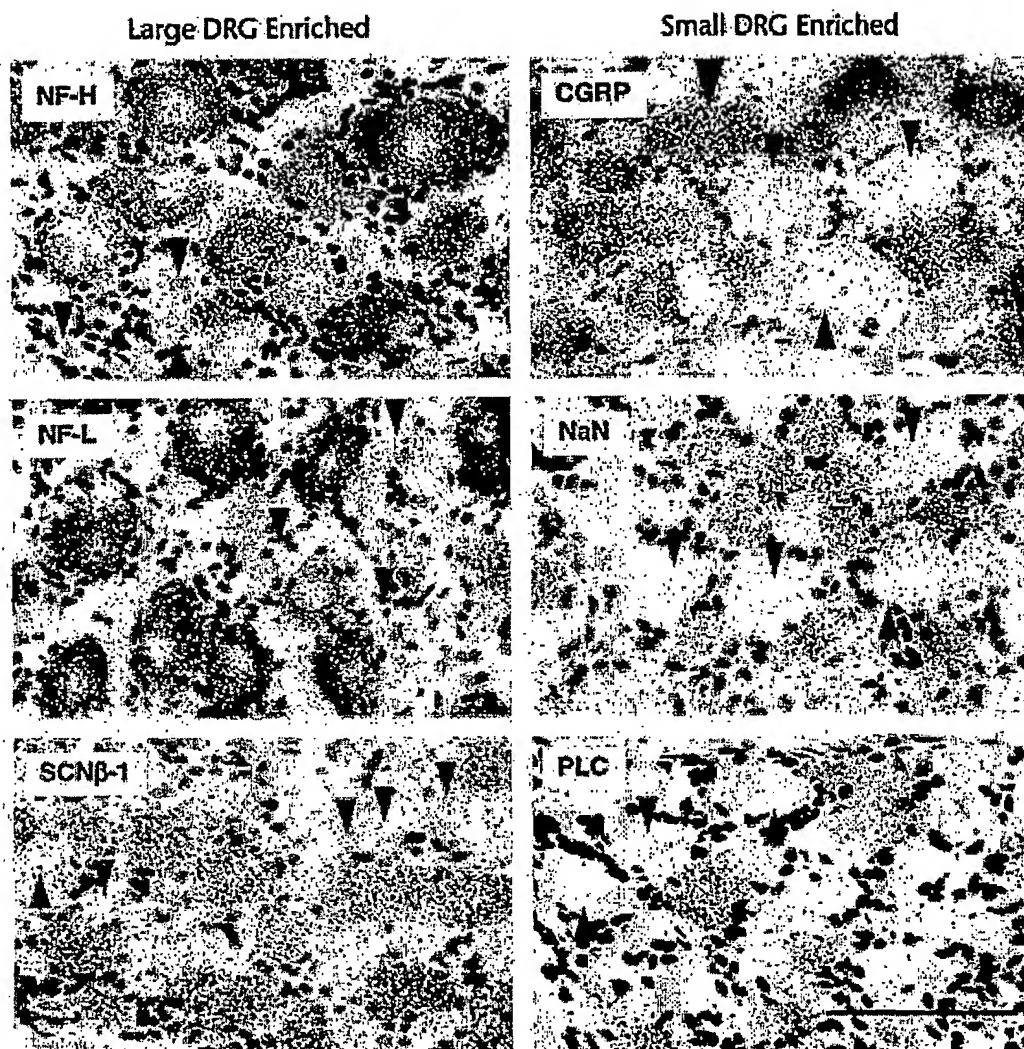 Large DRG Enriched
Small DRG Enriched
NF-H
CGRP
NF-L
NaN
SCNβ-1
PLC